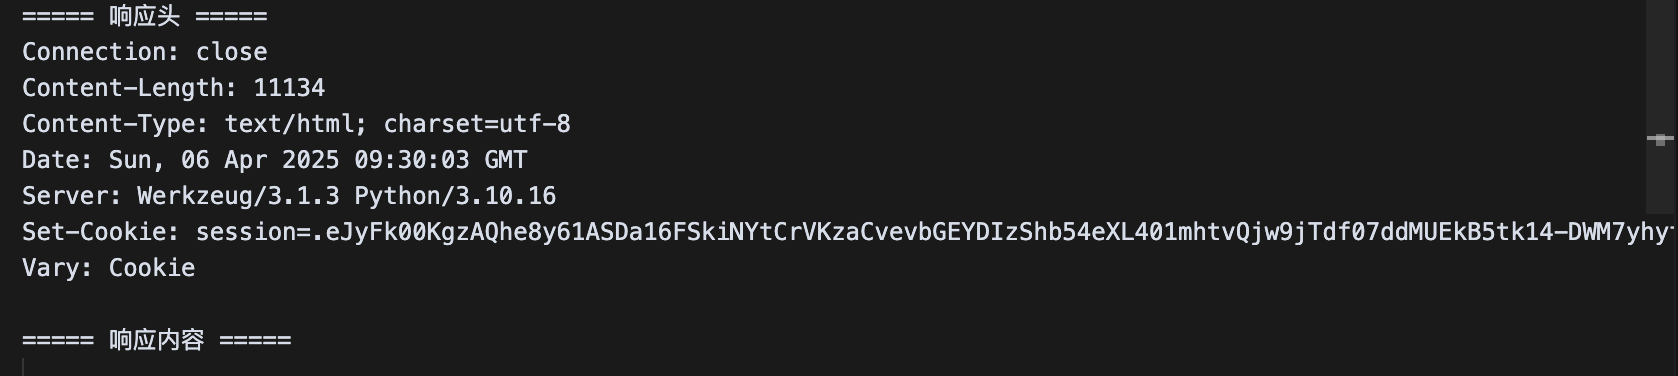 ===== 响应头 =====
Connection: close
Content-Length: 11134
Content-Type: text/html; charset=utf-8
Date: Sun, 06 Apr 2025 09:30:03 GMT
Server: Werkzeug/3.1.3 Python/3.10.16
Set-Cookie: session=.eJyFk00KgzAQhe8y61ASDa16FSkiNYtCrVKzaCvevbGEYDIzShb54eXL401mhtvQjw9jTdf07ddMUEkB5tk14-DWM7yhy
Vary: Cookie
===== 响应内容 =====